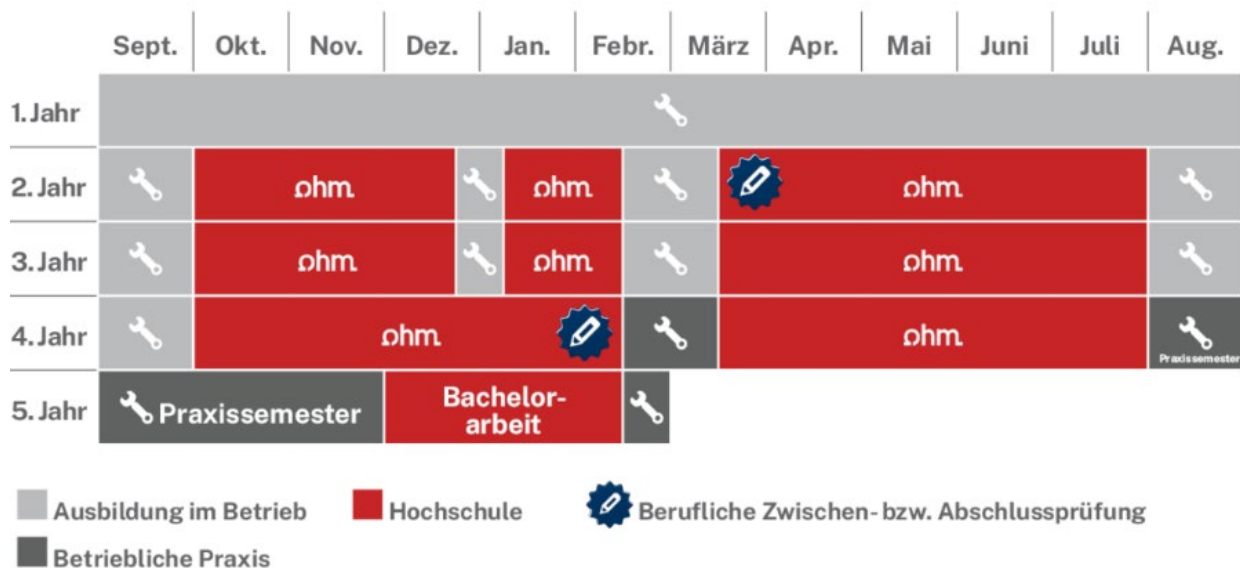 Sept. Okt. Nov. Dez. Jan. Febr. März Apr. Mai Juni Juli Aug.
1. Jahr
2. Jahr ohm ohm ohm
3. Jahr ohm ohm ohm
4. Jahr ohm ohm Praxissemester
5. Jahr Praxissemester Bachelor-
arbeit
Ausbildung im Betrieb Hochschule Berufliche Zwischen- bzw. Abschlussprüfung
Betriebliche Praxis